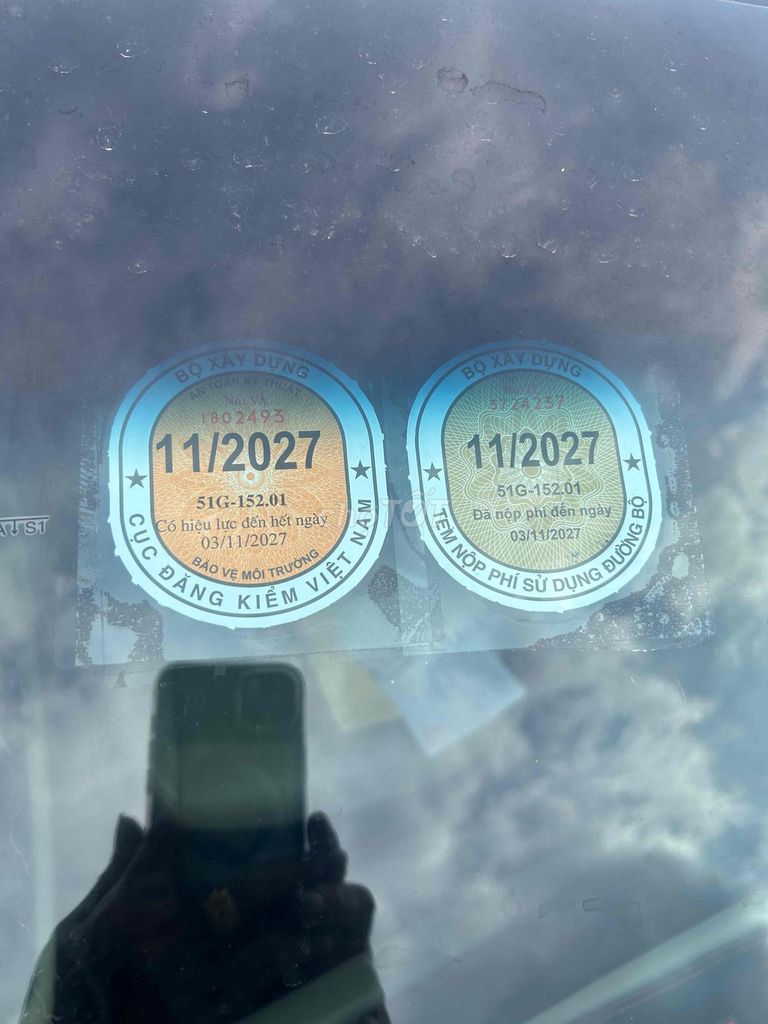 BỘ XÂY DỰNG
AN TOÀN KỸ THUẬT
No: VA
1802493
11/2027
51G-152.01
Có hiệu lực đến hết ngày
03/11/2027
BẢO VỆ MÔI TRƯỜNG
CỤC ĐĂNG KIỂM VIỆT NAM
BỘ XÂY DỰNG
5724237
11/2027
51G-152.01
Đã nộp phí đến ngày
03/11/2027
TEM NỘP PHÍ SỬ DỤNG ĐƯỜNG BỘ